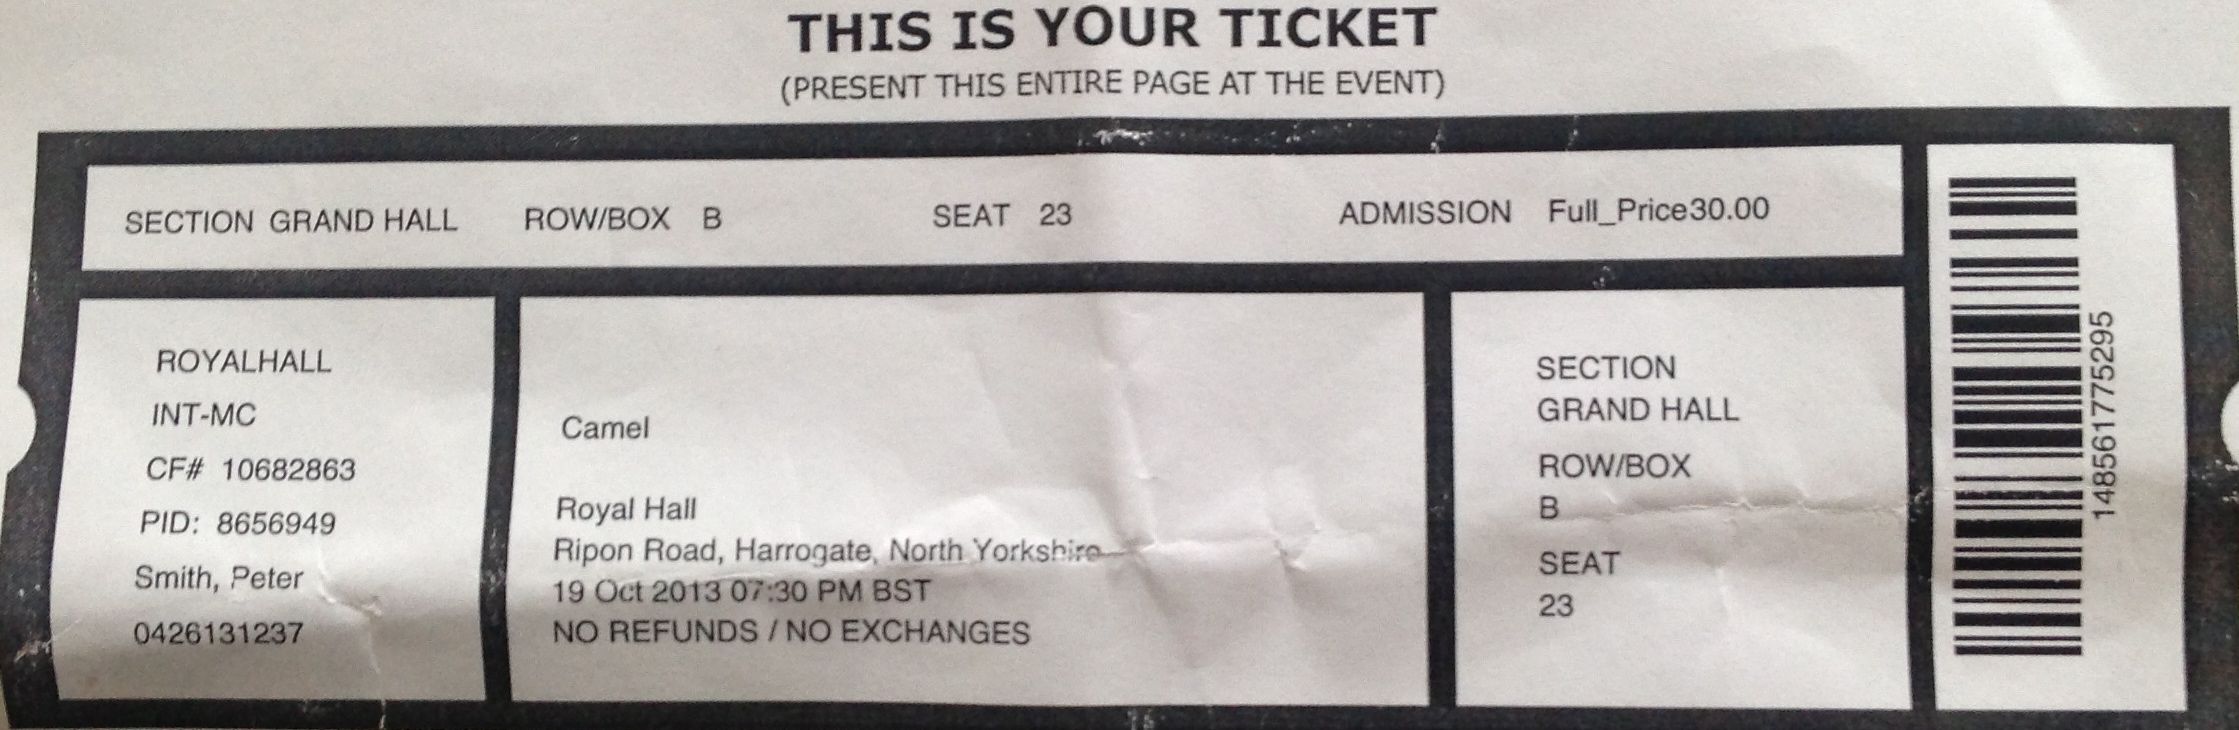 THIS IS YOUR TICKET
(PRESENT THIS ENTIRE PAGE AT THE EVENT)
SECTION GRAND HALL ROW/BOX B SEAT 23 ADMISSION Full_Price30.00
ROYALHALL
INT-MC
CF# 10682863
PID: 8656949
Smith, Peter
0426131237
Camel
Royal Hall
Ripon Road, Harrogate, North Yorkshire
19 Oct 2013 07:30 PM BST
NO REFUNDS / NO EXCHANGES
SECTION
GRAND HALL
ROW/BOX
B
SEAT
23
148561775295